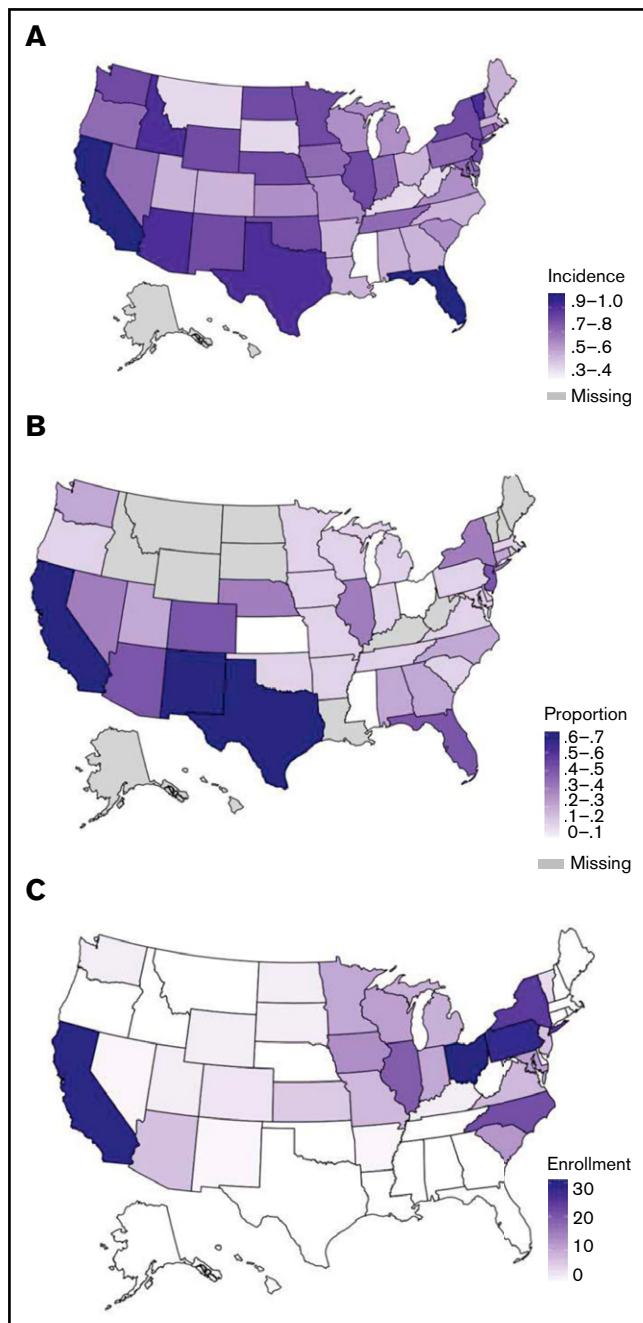 A
Incidence
.9–1.0
.7–.8
.5–.6
.3–.4
Missing
B
Proportion
.6–.7
.5–.6
.4–.5
.3–.4
.2–.3
.1–.2
0–.1
Missing
C
Enrollment
30
20
10
0